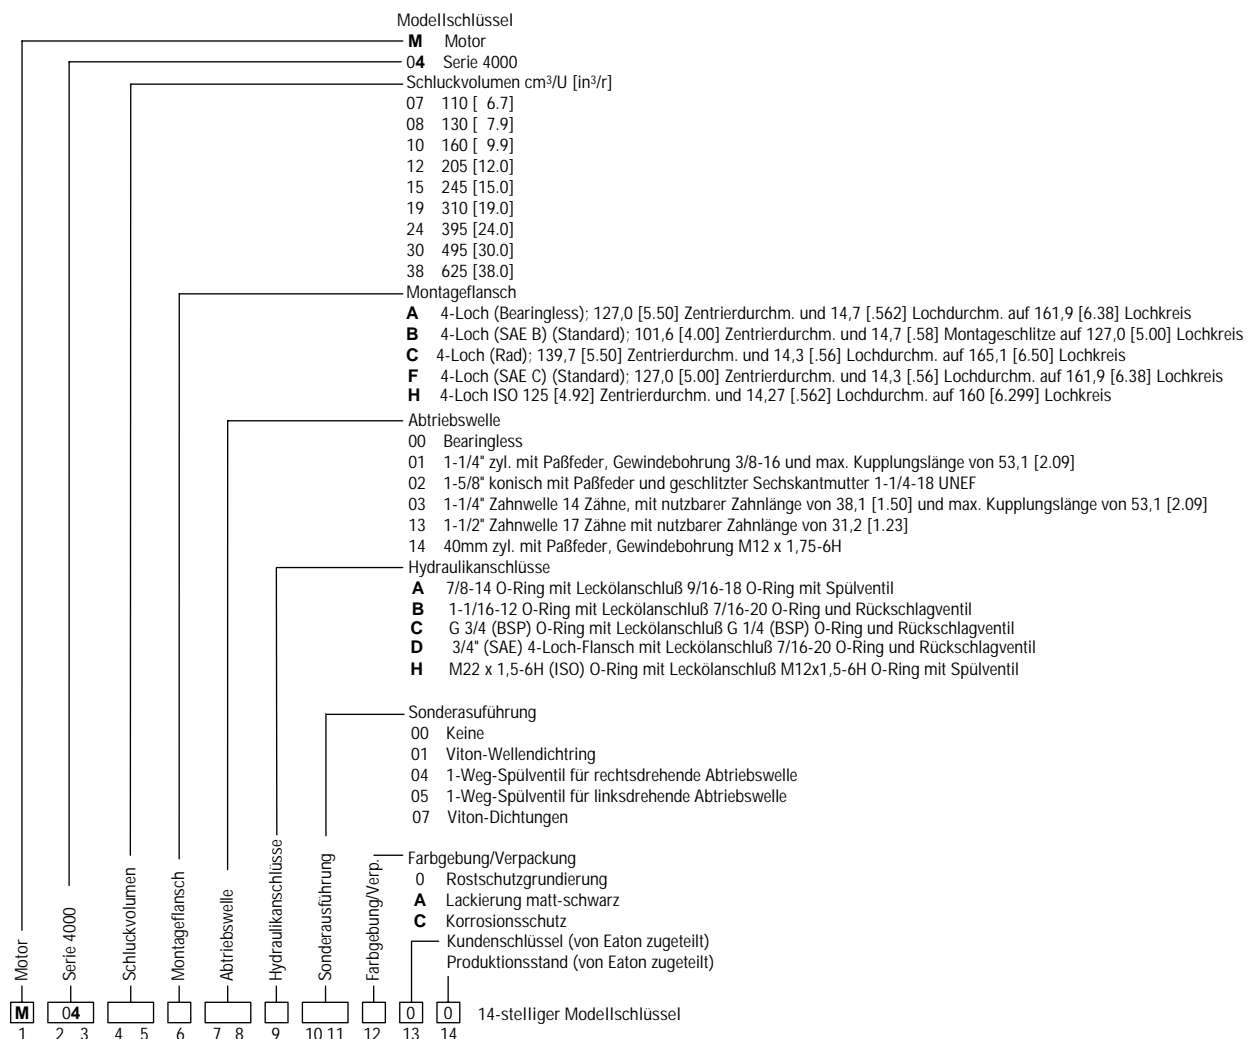 Modellschlüssel
M Motor
04 Serie 4000
Schluckvolumen cm³/U [in³/r]
07 110 [ 6.7]
08 130 [ 7.9]
10 160 [ 9.9]
12 205 [12.0]
15 245 [15.0]
19 310 [19.0]
24 395 [24.0]
30 495 [30.0]
38 625 [38.0]
Montageflansch
A 4-Loch (Bearingless); 127,0 [5.50] Zentrierdurchm. und 14,7 [.562] Lochdurchm. auf 161,9 [6.38] Lochkreis
B 4-Loch (SAE B) (Standard); 101,6 [4.00] Zentrierdurchm. und 14,7 [.58] Montageschlitze auf 127,0 [5.00] Lochkreis
C 4-Loch (Rad); 139,7 [5.50] Zentrierdurchm. und 14,3 [.56] Lochdurchm. auf 165,1 [6.50] Lochkreis
F 4-Loch (SAE C) (Standard); 127,0 [5.00] Zentrierdurchm. und 14,3 [.56] Lochdurchm. auf 161,9 [6.38] Lochkreis
H 4-Loch ISO 125 [4.92] Zentrierdurchm. und 14,27 [.562] Lochdurchm. auf 160 [6.299] Lochkreis
Abtriebswelle
00 Bearingless
01 1-1/4" zyl. mit Paßfeder, Gewindebohrung 3/8-16 und max. Kupplungslänge von 53,1 [2.09]
02 1-5/8" konisch mit Paßfeder und geschlitzter Sechskantmutter 1-1/4-18 UNEF
03 1-1/4" Zahnwelle 14 Zähne, mit nutzbarer Zahnlänge von 38,1 [1.50] und max. Kupplungslänge von 53,1 [2.09]
13 1-1/2" Zahnwelle 17 Zähne mit nutzbarer Zahnlänge von 31,2 [1.23]
14 40mm zyl. mit Paßfeder, Gewindebohrung M12 x 1,75-6H
Hydraulikanschlüsse
A 7/8-14 O-Ring mit Leckölanschluß 9/16-18 O-Ring mit Spülventil
B 1-1/16-12 O-Ring mit Leckölanschluß 7/16-20 O-Ring und Rückschlagventil
C G 3/4 (BSP) O-Ring mit Leckölanschluß G 1/4 (BSP) O-Ring und Rückschlagventil
D 3/4" (SAE) 4-Loch-Flansch mit Leckölanschluß 7/16-20 O-Ring und Rückschlagventil
H M22 x 1,5-6H (ISO) O-Ring mit Leckölanschluß M12x1,5-6H O-Ring mit Spülventil
Sonderasuführung
00 Keine
01 Viton-Wellendichtring
04 1-Weg-Spülventil für rechtsdrehende Abtriebswelle
05 1-Weg-Spülventil für linksdrehende Abtriebswelle
07 Viton-Dichtungen
Farbgebung/Verpackung
0 Rostschutzgrundierung
A Lackierung matt-schwarz
C Korrosionsschutz
Kundenschlüssel (von Eaton zugeteilt)
Produktionsstand (von Eaton zugeteilt)
Motor
Serie 4000
Schluckvolumen
Montageflansch
Abtriebswelle
Hydraulikanschlüsse
Sonderausführung
Farbgebung/Verp.
M 04 0 0 14-stelliger Modellschlüssel
1 2 3 4 5 6 7 8 9 10 11 12 13 14